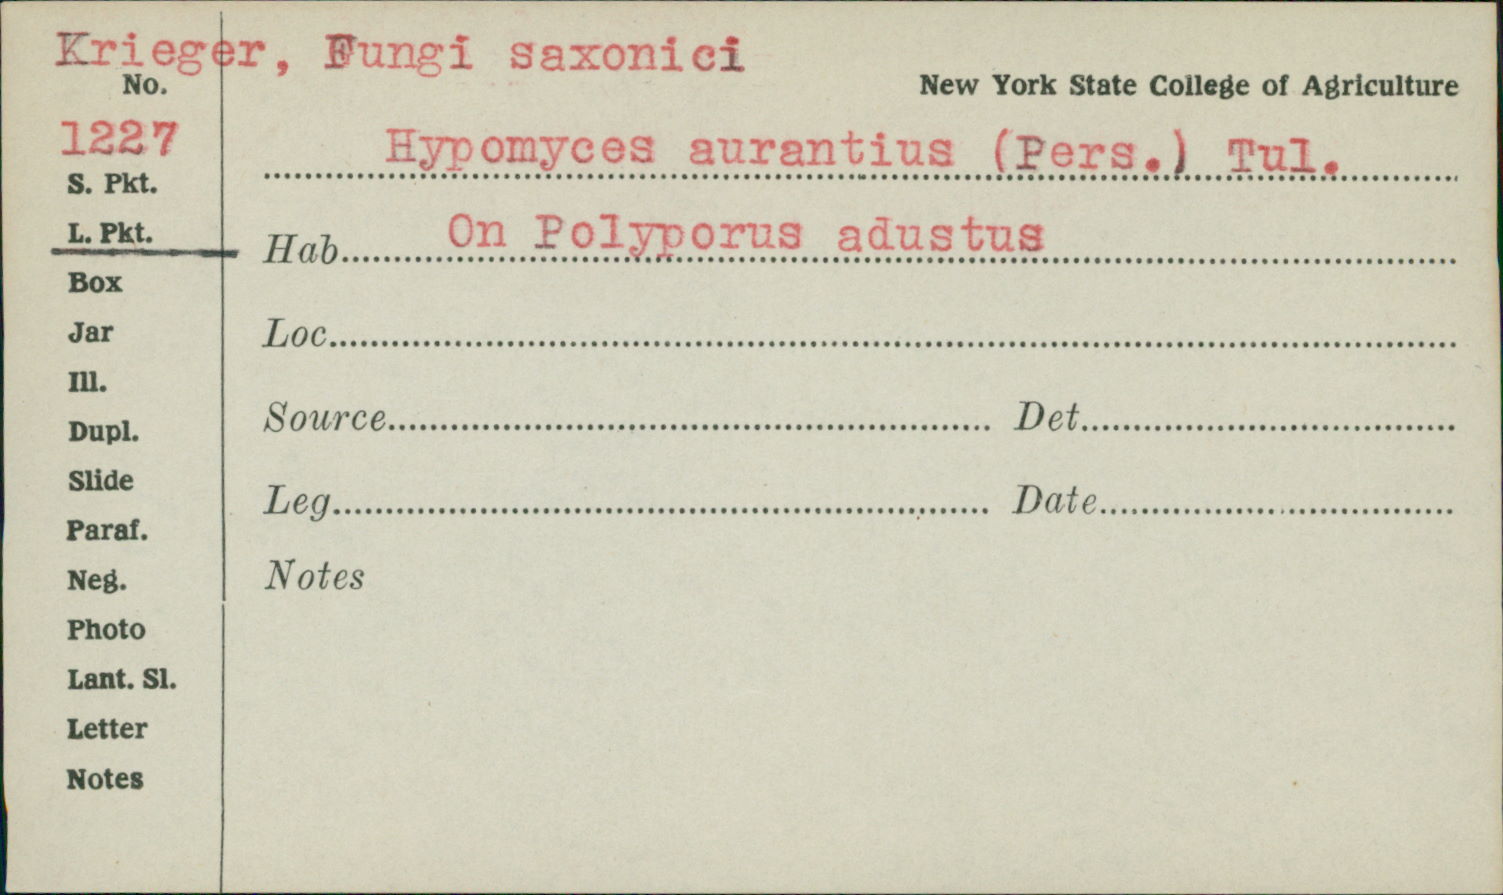 Krieger, Fungi saxonici
No.
New York State College of Agriculture
1227
Hypomyces aurantius (Pers.) Tul.
S. Pkt.
L. Pkt.
Hab. On Polyporus adustus
Box
Jar
Loc.
Ill.
Dupl.
Source Det.
Slide
Leg. Date
Paraf.
Neg.
Notes
Photo
Lant. Sl.
Letter
Notes